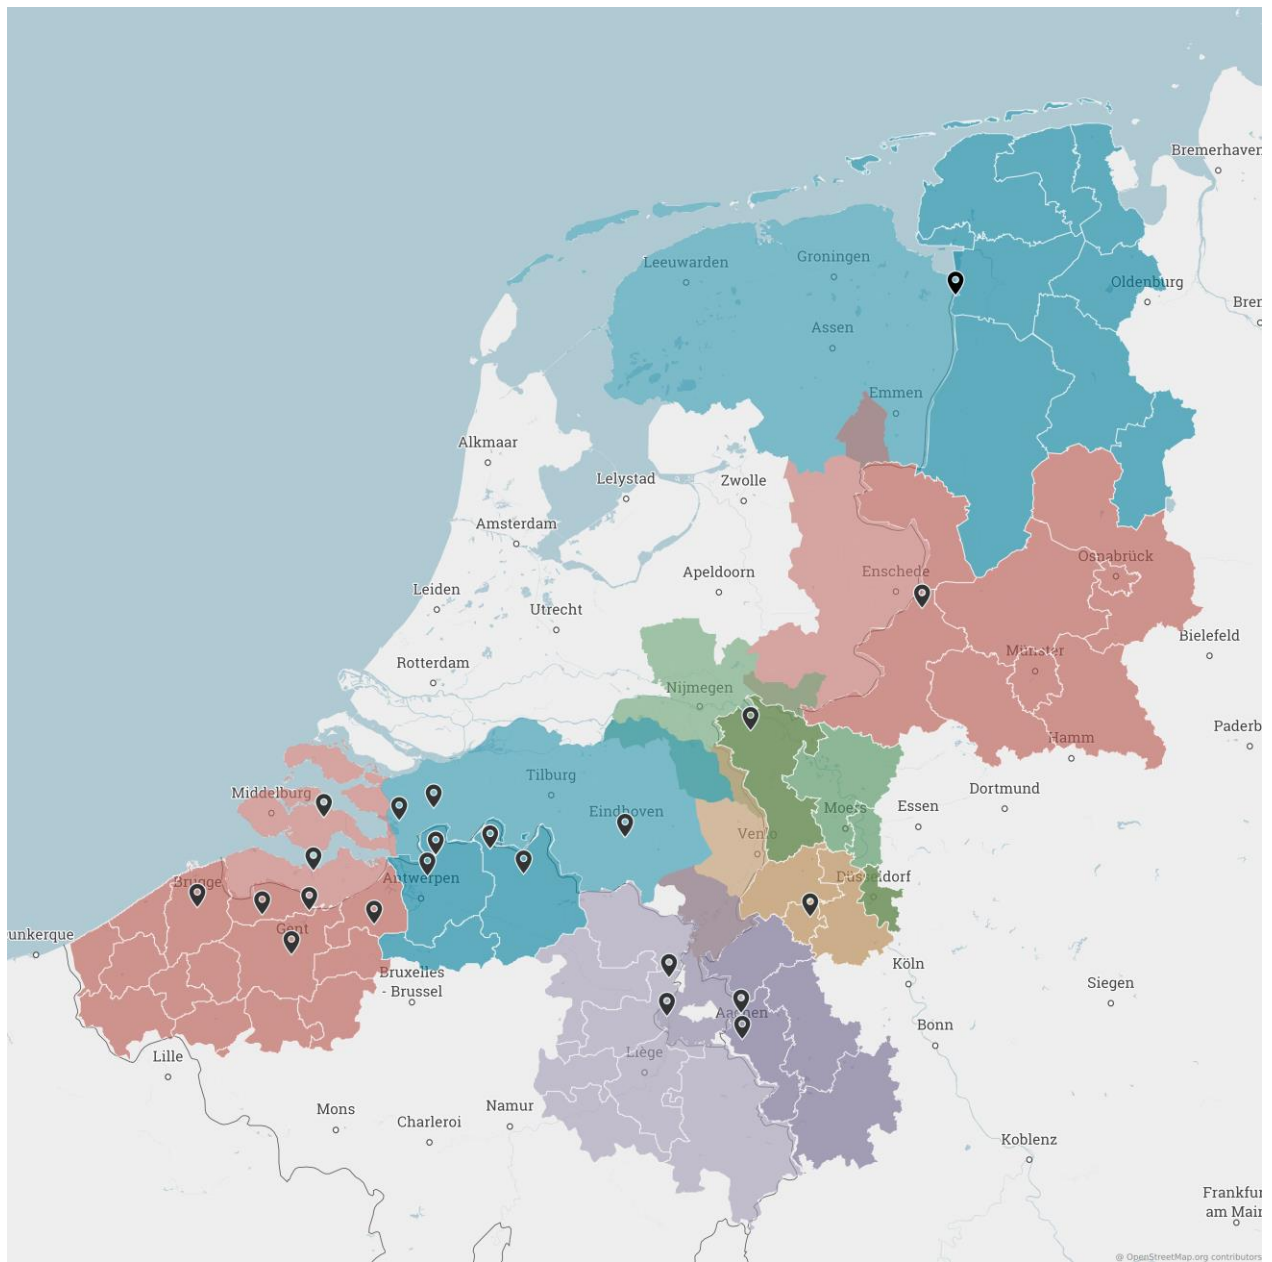 Bremerhaven
Leeuwarden
Groningen
Oldenburg
Bren
Assen
Emmen
Alkmaar
Lelystad
Zwolle
Amsterdam
Osnabrück
Apeldoorn
Enschede
Leiden
Utrecht
Bielefeld
Münster
Rotterdam
Nijmegen
Paderb
Hamm
Tilburg
Middelburg
Dortmund
Essen
Moers
Eindhoven
Venlo
Antwerpen
Düsseldorf
Brugge
Gent
unkerque
Köln
Bruxelles
- Brussel
Siegen
Aachen
Bonn
Liège
Lille
Namur
Mons
Charleroi
Koblenz
Frankfur
am Main
@ OpenStreetMap.org contributors